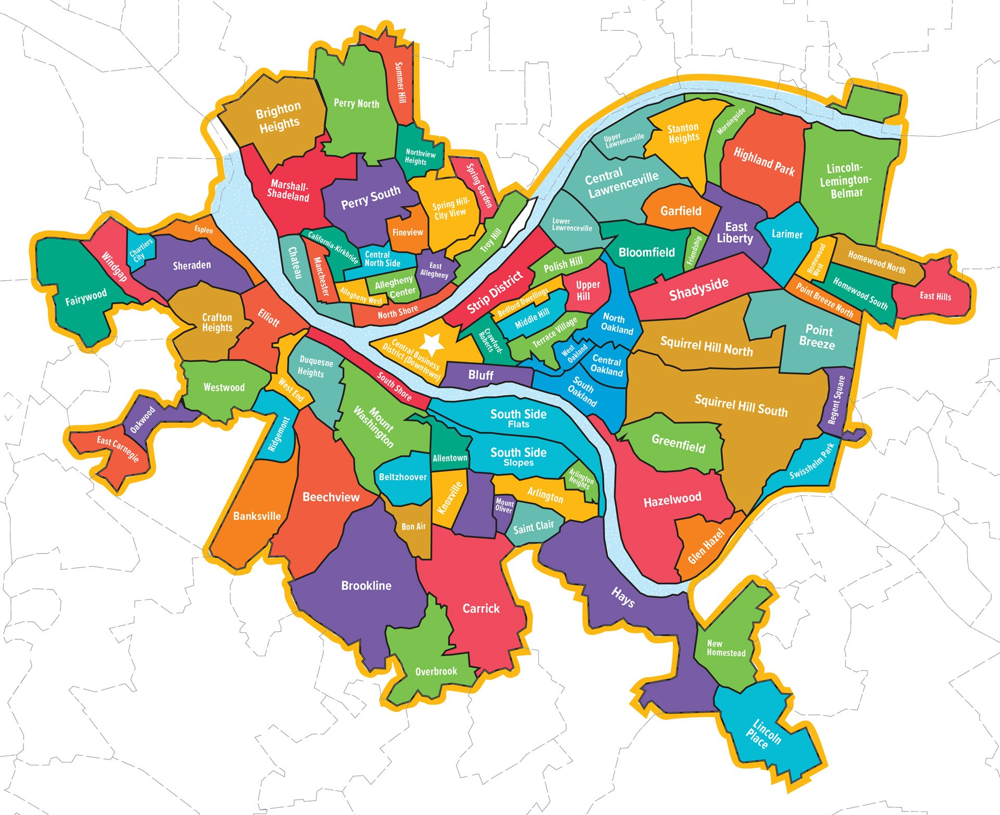 Summer Hill
Perry North
Brighton
Heights
Northview
Heights
Marshall-
Shadeland
Perry South
Spring Hill-
City View
Spring Garden
Fineview
Troy Hill
California-Kirkbride
Chateau
Manchester
Central
North Side
East
Allegheny
Allegheny
Center
Allegheny West
North Shore
Esplen
Chartiers
City
Windgap
Sheraden
Fairywood
Crafton
Heights
Elliott
Westwood
West End
Duquesne
Heights
Oakwood
East Carnegie
Ridgemont
Banksville
Beechview
Mount
Washington
South Shore
Beltzhoover
Allentown
Knoxville
Bon Air
Brookline
Carrick
Overbrook
South Side
Flats
South Side
Slopes
Arlington
Heights
Arlington
Mount
Oliver
Saint Clair
Hays
New
Homestead
Lincoln
Place
Central Business
District (Downtown)
Bluff
Strip District
Crawford-
Roberts
Bedford Dwellings
Middle Hill
Upper
Hill
Terrace Village
Polish Hill
West
Oakland
North
Oakland
Central
Oakland
South
Oakland
Lower
Lawrenceville
Central
Lawrenceville
Upper
Lawrenceville
Stanton
Heights
Morningside
Highland Park
Lincoln-
Lemington-
Belmar
Garfield
Bloomfield
Friendship
East
Liberty
Larimer
Homewood
West
Homewood North
Homewood South
East Hills
Point Breeze North
Shadyside
Point
Breeze
Squirrel Hill North
Squirrel Hill South
Regent Square
Swisshelm Park
Greenfield
Hazelwood
Glen Hazel